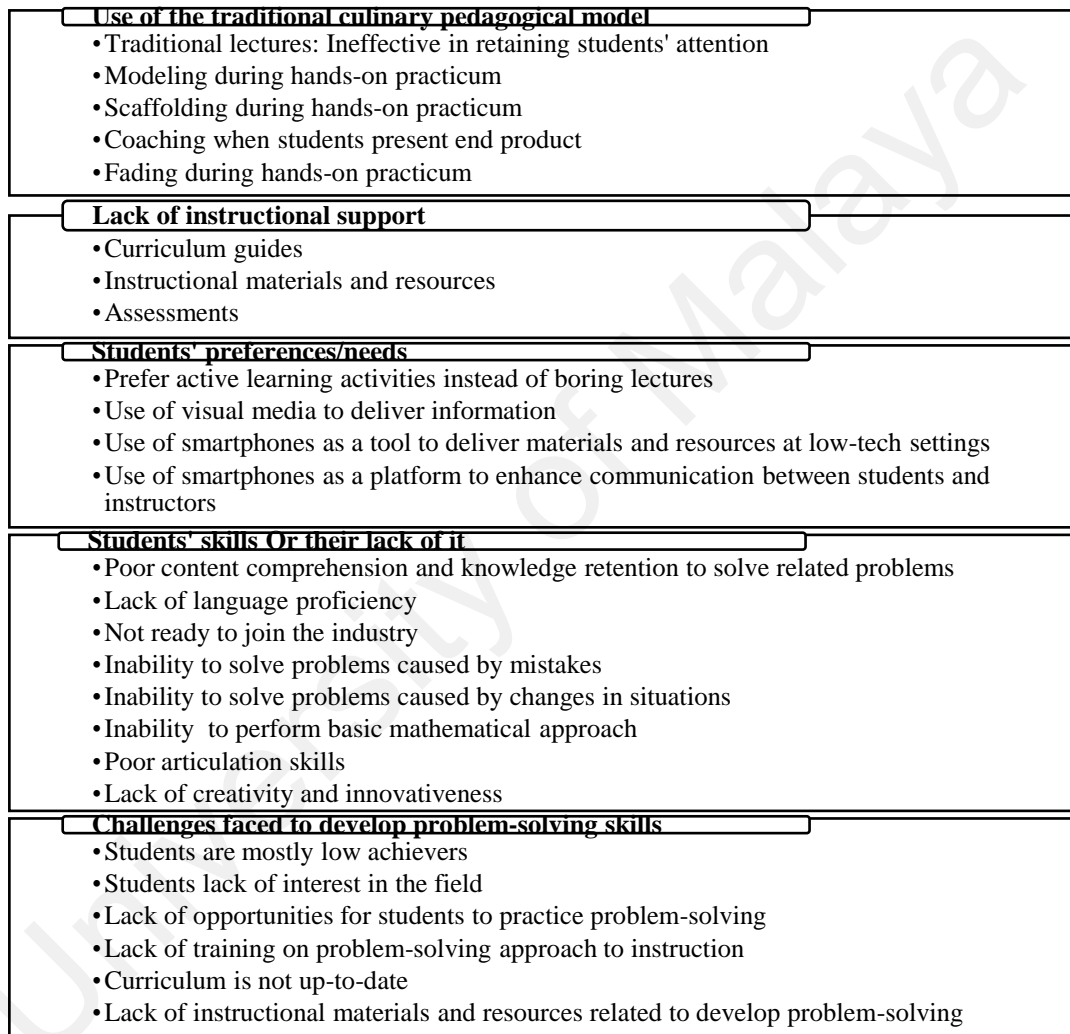 Use of the traditional culinary pedagogical model
•Traditional lectures: Ineffective in retaining students' attention
•Modeling during hands-on practicum
•Scaffolding during hands-on practicum
•Coaching when students present end product
•Fading during hands-on practicum
Lack of instructional support
•Curriculum guides
•Instructional materials and resources
•Assessments
Students' preferences/needs
•Prefer active learning activities instead of boring lectures
•Use of visual media to deliver information
•Use of smartphones as a tool to deliver materials and resources at low-tech settings
•Use of smartphones as a platform to enhance communication between students and
instructors
Students' skills Or their lack of it
•Poor content comprehension and knowledge retention to solve related problems
•Lack of language proficiency
•Not ready to join the industry
•Inability to solve problems caused by mistakes
•Inability to solve problems caused by changes in situations
•Inability to perform basic mathematical approach
•Poor articulation skills
•Lack of creativity and innovativeness
Challenges faced to develop problem-solving skills
•Students are mostly low achievers
•Students lack of interest in the field
•Lack of opportunities for students to practice problem-solving
•Lack of training on problem-solving approach to instruction
•Curriculum is not up-to-date
•Lack of instructional materials and resources related to develop problem-solving
University of Malaya